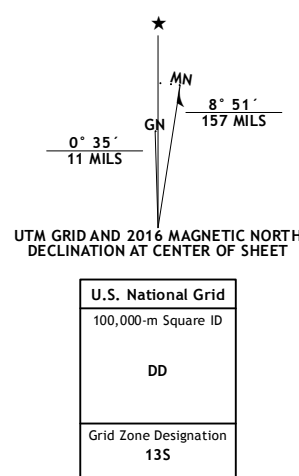 MN
GN
8° 51´
157 MILS
0° 35´
11 MILS
UTM GRID AND 2016 MAGNETIC NORTH
DECLINATION AT CENTER OF SHEET
U.S. National Grid
100,000-m Square ID
DD
Grid Zone Designation
13S